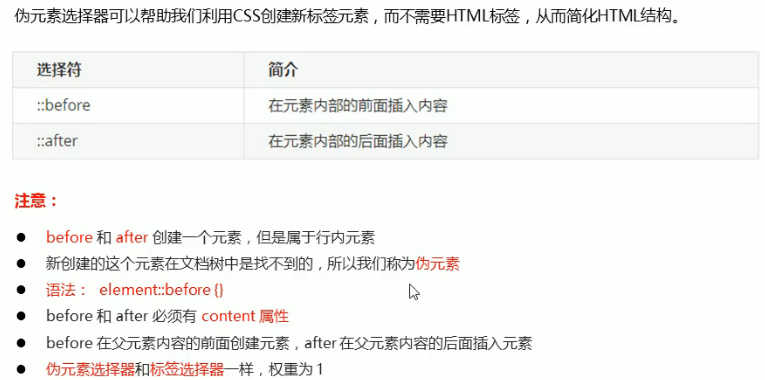 伪元素选择器可以帮助我们利用CSS创建新标签元素，而不需要HTML标签，从而简化HTML结构。
选择符 简介
::before 在元素内部的前面插入内容
::after 在元素内部的后面插入内容
注意：
● before 和 after 创建一个元素，但是属于行内元素
● 新创建的这个元素在文档树中是找不到的，所以我们称为伪元素
● 语法： element::before {}
● before 和 after 必须有 content 属性
● before 在父元素内容的前面创建元素，after 在父元素内容的后面插入元素
● 伪元素选择器和标签选择器一样，权重为 1